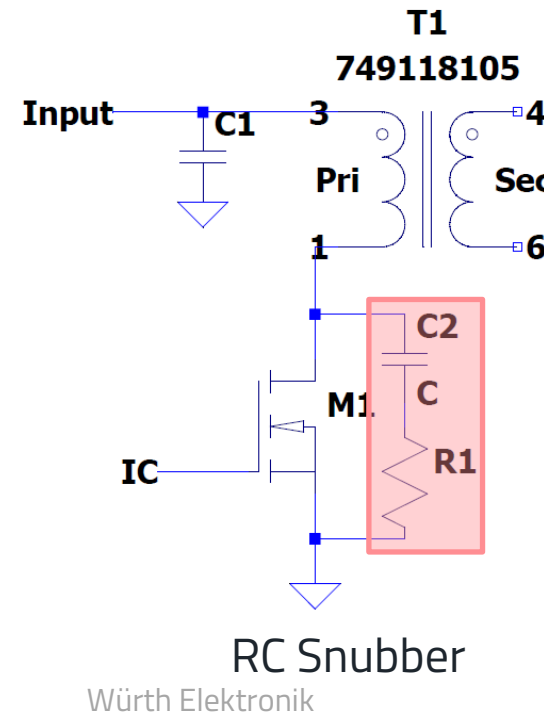 T1
749118105
Input
C1
3
4
Pri
Sec
1
6
C2
C
M1
R1
IC
RC Snubber
Würth Elektronik